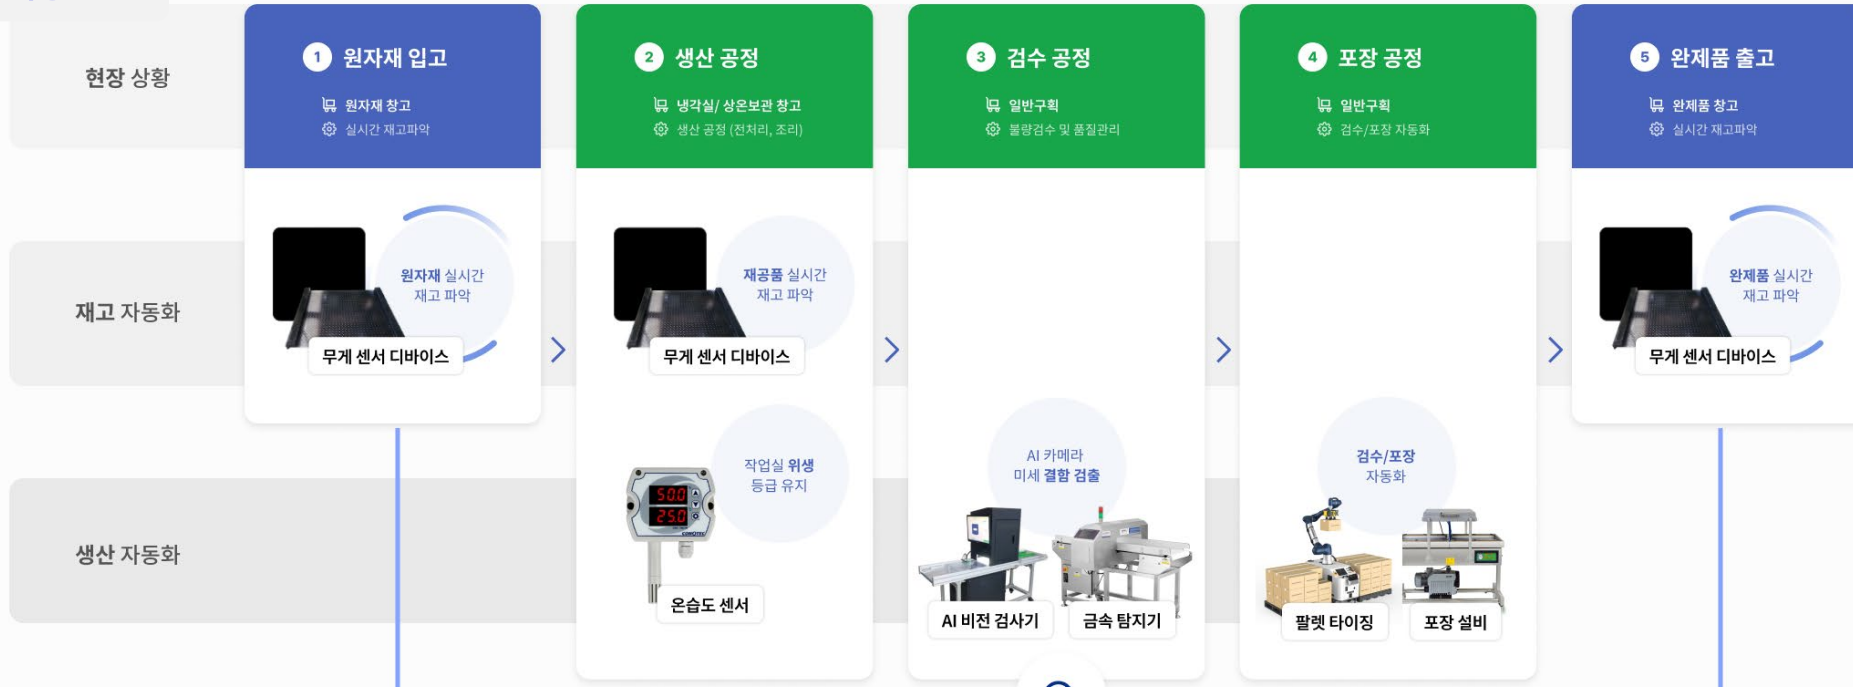 현장 상황
1 원자재 입고
원자재 창고
실시간 재고파악
2 생산 공정
냉각실/ 상온보관 창고
생산 공정 (전처리, 조리)
3 검수 공정
일반구획
불량검수 및 품질관리
4 포장 공정
일반구획
검수/포장 자동화
5 완제품 출고
완제품 창고
실시간 재고파악
재고 자동화
원자재 실시간
재고 파악
무게 센서 디바이스
재공품 실시간
재고 파악
무게 센서 디바이스
완제품 실시간
재고 파악
무게 센서 디바이스
생산 자동화
작업실 위생
등급 유지
50.0
25.0
온습도 센서
AI 카메라
미세 결함 검출
AI 비전 검사기
금속 탐지기
검수/포장
자동화
팔렛 타이징
포장 설비